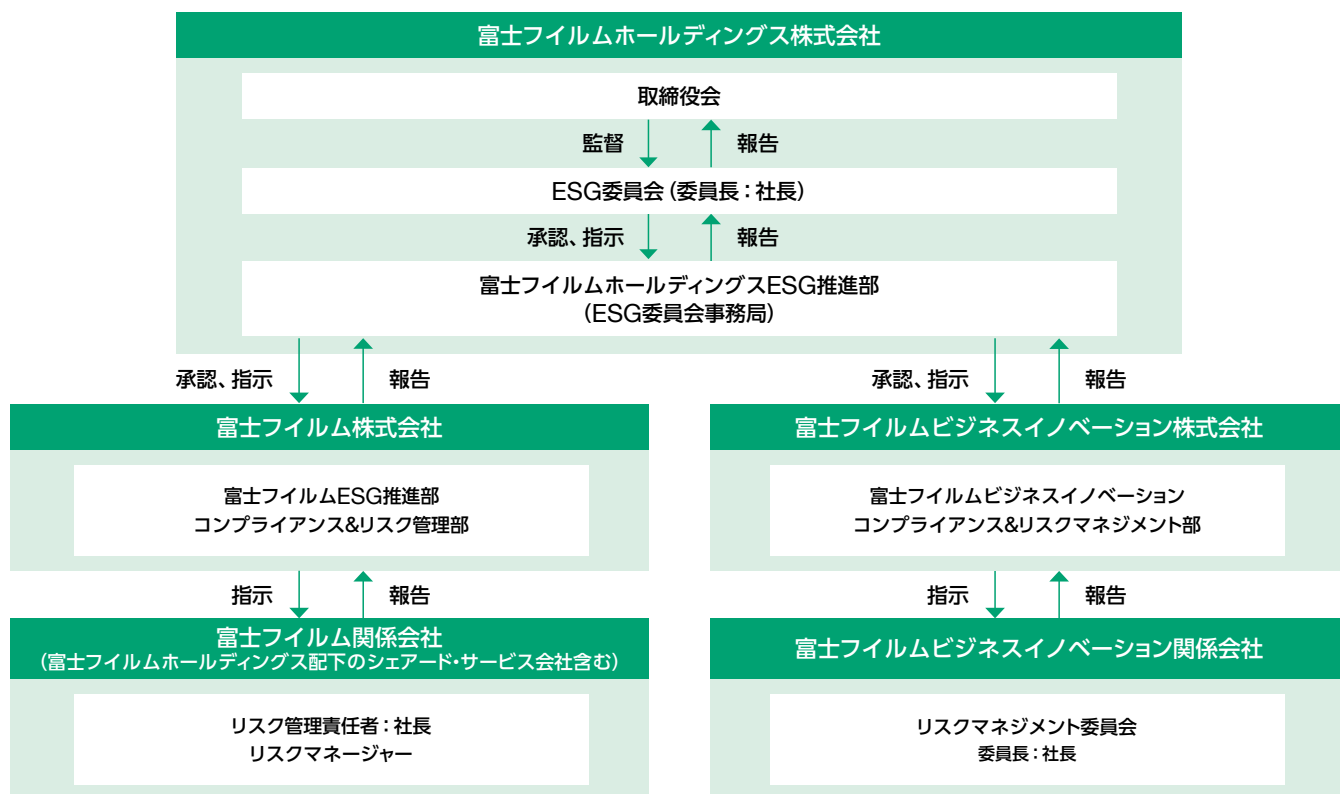 富士フイルムホールディングス株式会社
取締役会
監督 報告
ESG委員会(委員長:社長)
承認、指示 報告
富士フイルムホールディングスESG推進部
(ESG委員会事務局)
承認、指示 報告
承認、指示 報告
富士フイルム株式会社
富士フイルムESG推進部
コンプライアンス&リスク管理部
指示 報告
富士フイルム関係会社
(富士フイルムホールディングス配下のシェアード・サービス会社含む)
リスク管理責任者:社長
リスクマネージャー
富士フイルムビジネスイノベーション株式会社
富士フイルムビジネスイノベーション
コンプライアンス&リスクマネジメント部
指示 報告
富士フイルムビジネスイノベーション関係会社
リスクマネジメント委員会
委員長:社長